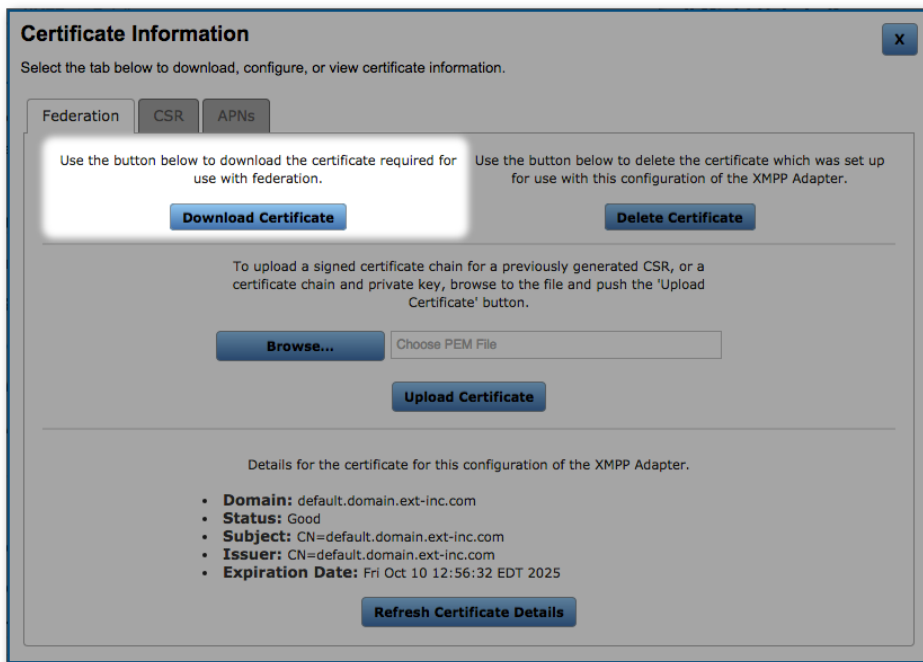 Certificate Information
X
Select the tab below to download, configure, or view certificate information.
Federation
CSR
APNs
Use the button below to download the certificate required for
use with federation.
Download Certificate
Use the button below to delete the certificate which was set up
for use with this configuration of the XMPP Adapter.
Delete Certificate
To upload a signed certificate chain for a previously generated CSR, or a
certificate chain and private key, browse to the file and push the 'Upload
Certificate' button.
Browse...
Choose PEM File
Upload Certificate
Details for the certificate for this configuration of the XMPP Adapter.
• Domain: default.domain.ext-inc.com
• Status: Good
• Subject: CN=default.domain.ext-inc.com
• Issuer: CN=default.domain.ext-inc.com
• Expiration Date: Fri Oct 10 12:56:32 EDT 2025
Refresh Certificate Details